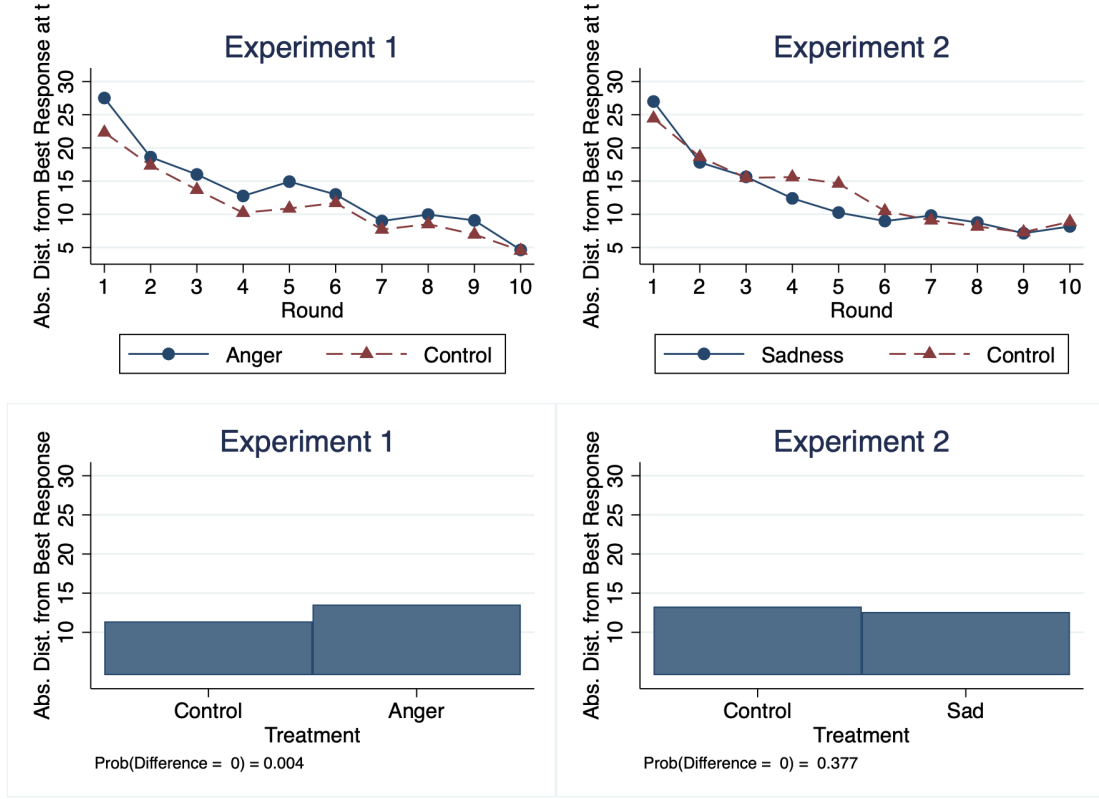 Experiment 1
Abs. Dist. from Best Response at t
30
25
20
15
10
5
1 2 3 4 5 6 7 8 9 10
Round
Anger Control
Experiment 2
Abs. Dist. from Best Response at t
30
25
20
15
10
5
1 2 3 4 5 6 7 8 9 10
Round
Sadness Control
Experiment 1
Abs. Dist. from Best Response
30
25
20
15
10
Control Anger
Treatment
Prob(Difference = 0) = 0.004
Experiment 2
Abs. Dist. from Best Response
30
25
20
15
10
Control Sad
Treatment
Prob(Difference = 0) = 0.377